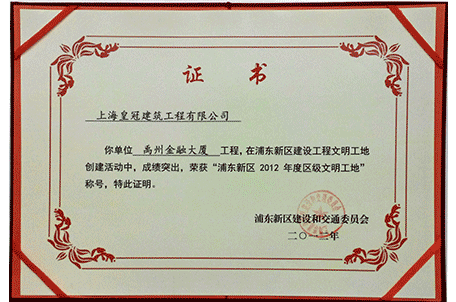 证书
上海皇冠建筑工程有限公司
你单位 禹州金融大厦 工程,在浦东新区建设工程文明工地
创建活动中,成绩突出,荣获“浦东新区 2012 年度区级文明工地”
称号,特此证明。
浦东新区建设和交通委员会
二〇一 年